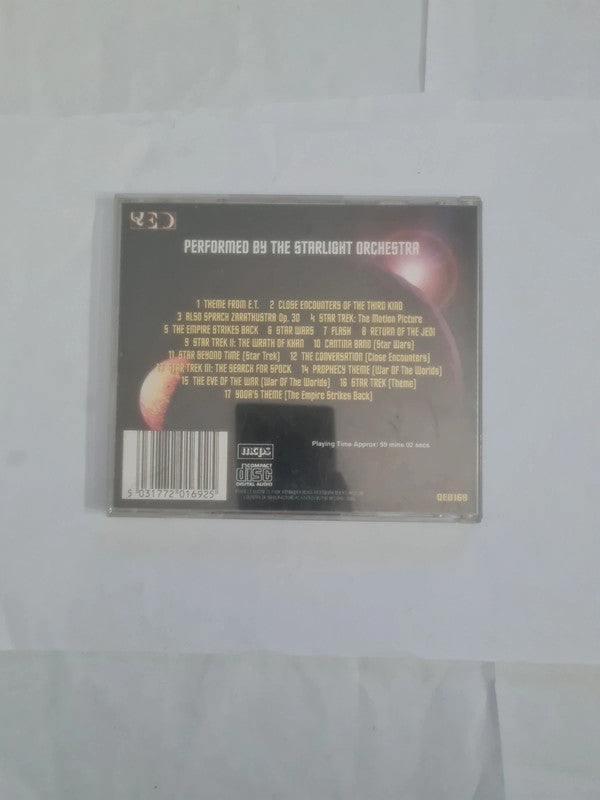 QED
PERFORMED BY THE STARLIGHT ORCHESTRA
1 THEME FROM E.T. 2 CLOSE ENCOUNTERS OF THE THIRD KIND
3 ALSO SPRACH ZARATHUSTRA Op. 30 4 STAR TREK: The Motion Picture
5 THE EMPIRE STRIKES BACK 6 STAR WARS 7 FLASH 8 RETURN OF THE JEDI
9 STAR TREK II: THE WRATH OF KHAN 10 CANTINA BAND (Star Wars)
11 STAR BEYOND TIME (Star Trek) 12 THE CONVERSATION (Close Encounters)
13 STAR TREK III: THE SEARCH FOR SPOCK 14 PROPHECY THEME (War Of The Worlds)
15 THE EVE OF THE WAR (War Of The Worlds) 16 STAR TREK (Theme)
17 YODA'S THEME (The Empire Strikes Back)
Playing Time Approx: 59 mins 02 secs
mcps
COMPACT
disc
DIGITAL AUDIO
5 031772 016925
QED169